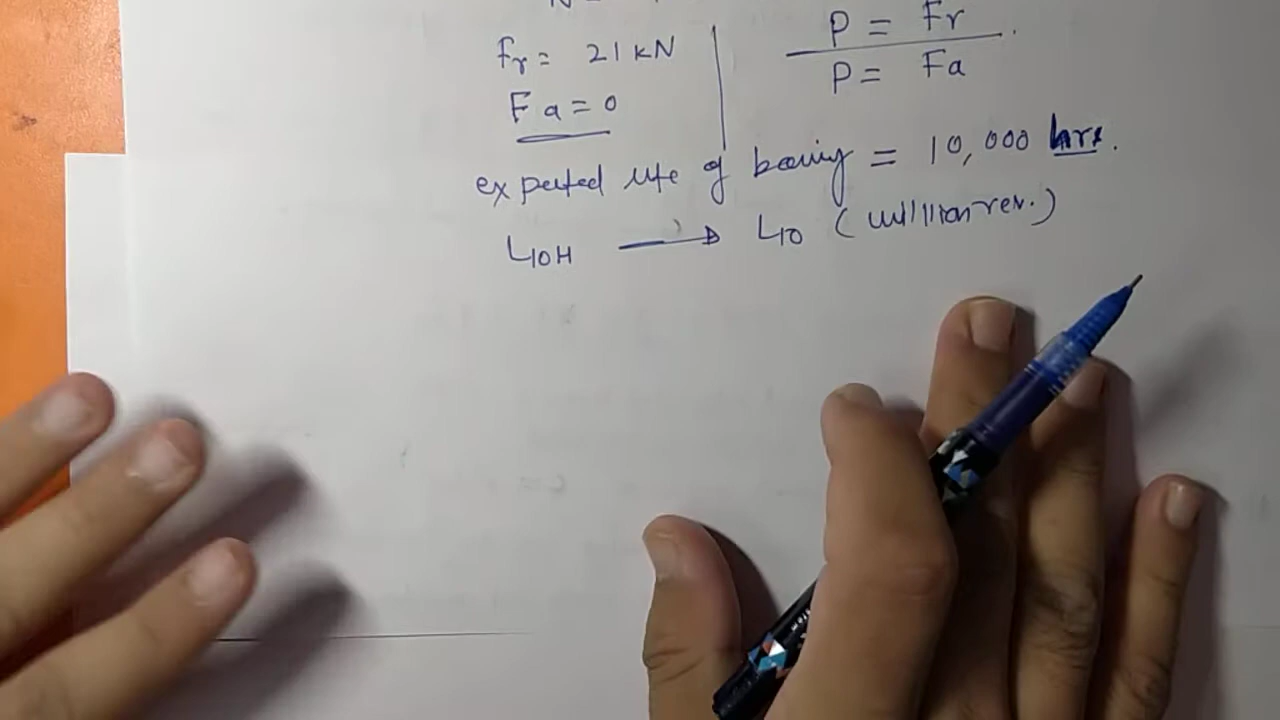 fr = 21 kN
Fa = 0
P = Fr
P = Fa
expected life of bearing = 10,000 hrs.
L10H → L10 (million rev.)